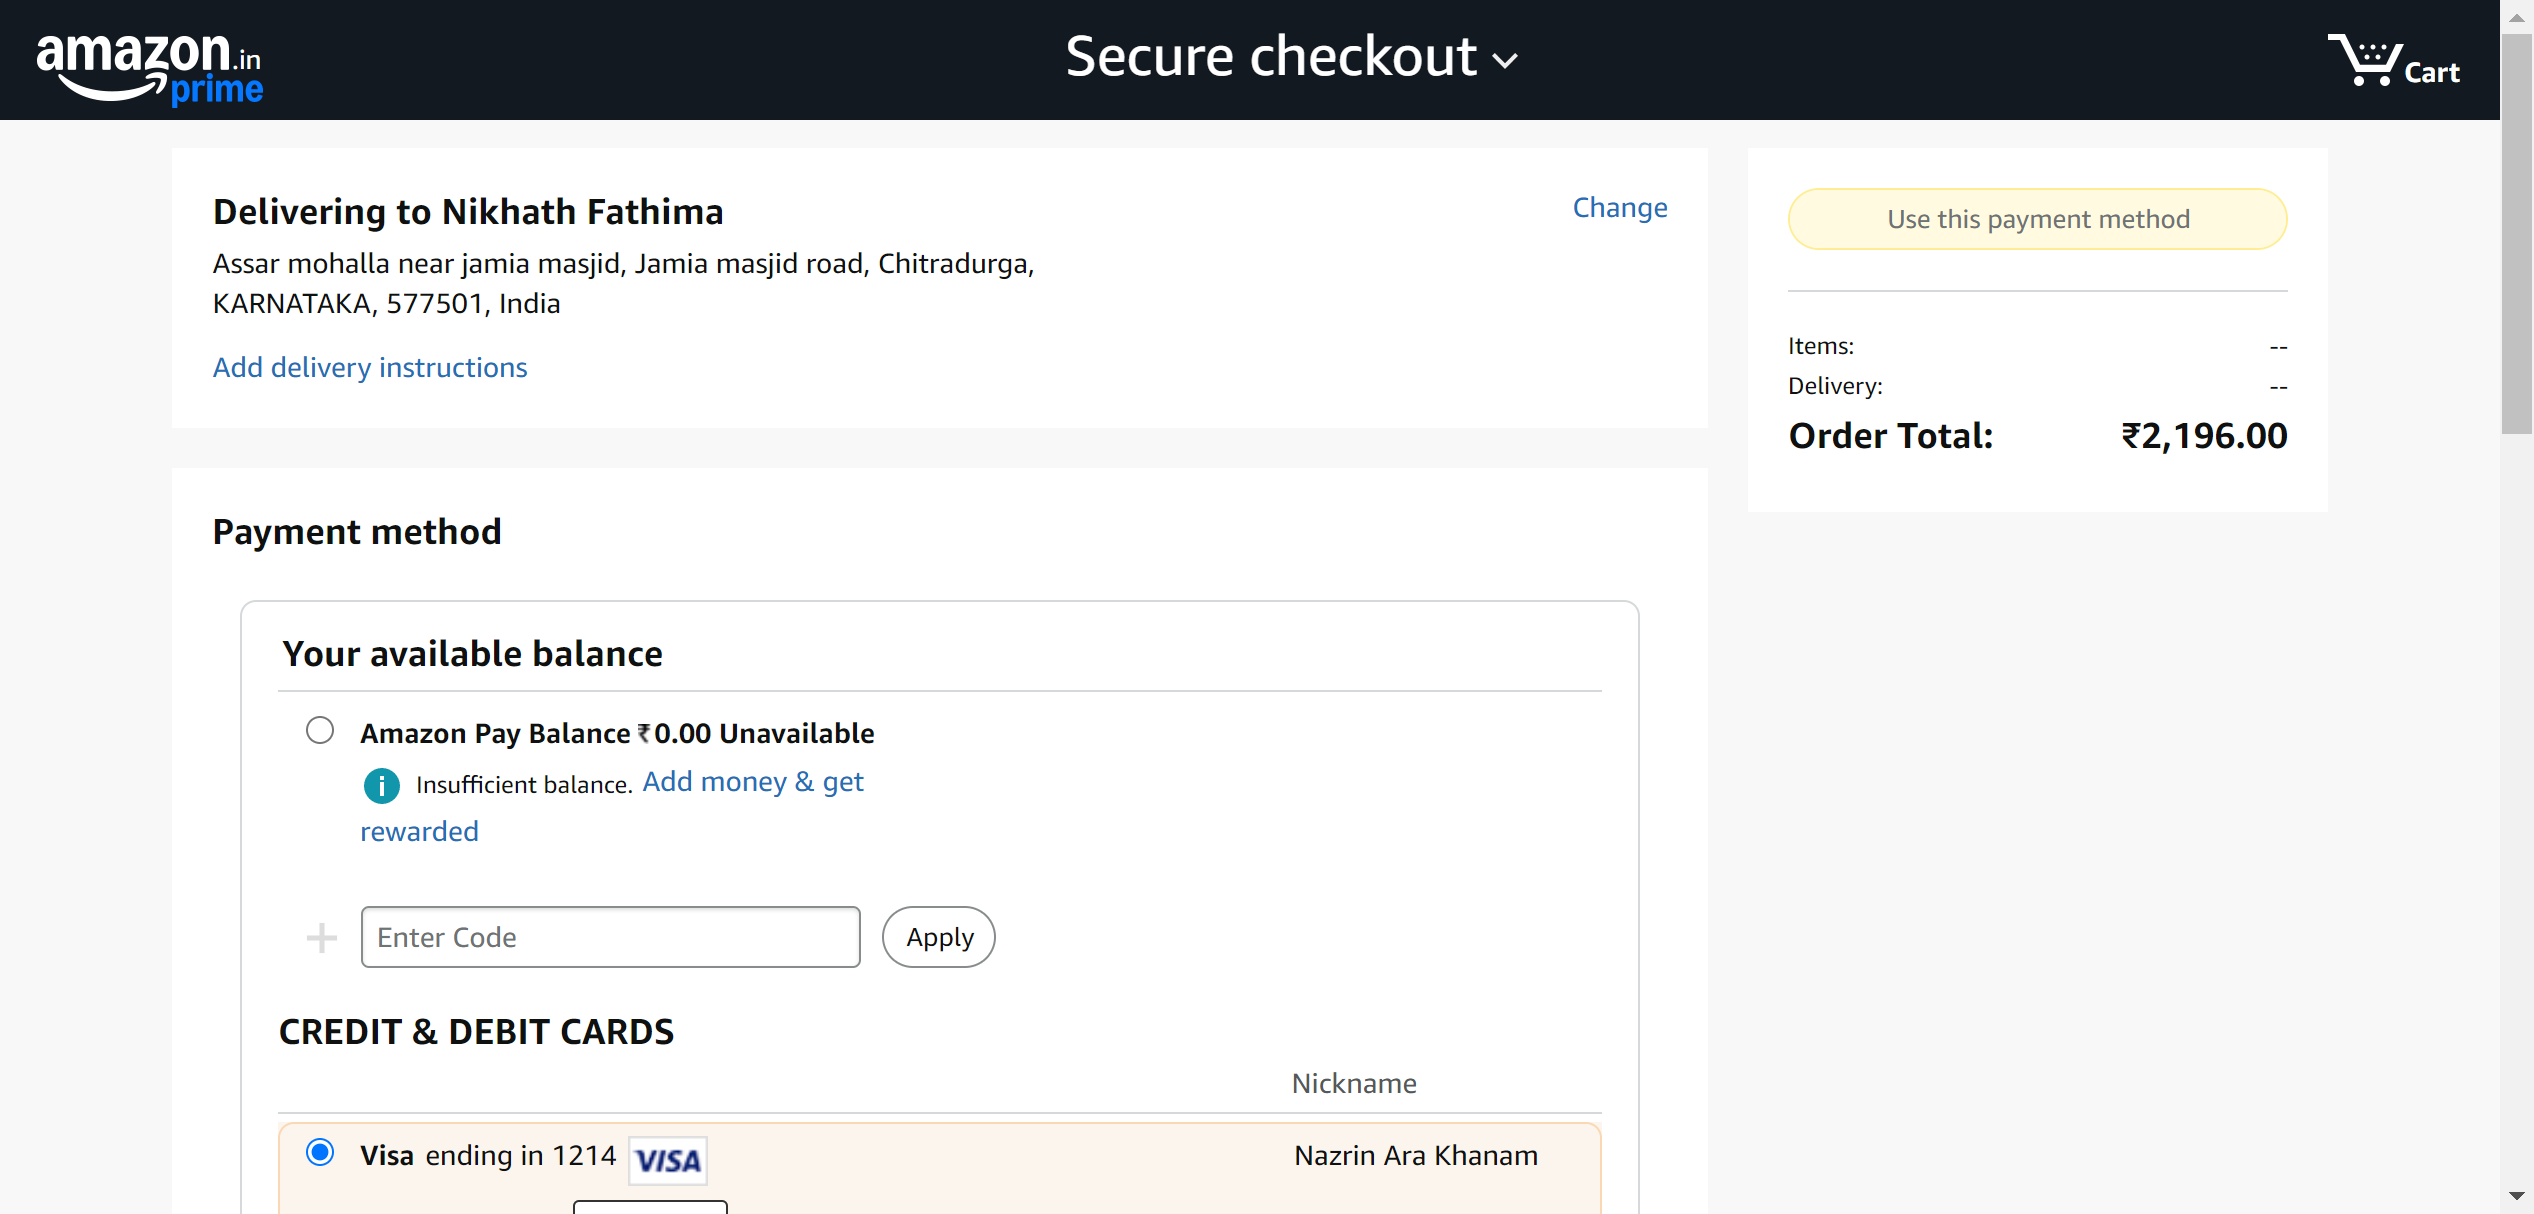 amazon.in
prime
Secure checkout
Cart
Delivering to Nikhath Fathima
Change
Assar mohalla near jamia masjid, Jamia masjid road, Chitradurga,
KARNATAKA, 577501, India
Add delivery instructions
Use this payment method
Items: --
Delivery: --
Order Total: ₹2,196.00
Payment method
Your available balance
Amazon Pay Balance ₹0.00 Unavailable
i Insufficient balance. Add money & get
rewarded
Enter Code
Apply
CREDIT & DEBIT CARDS
Nickname
Visa ending in 1214 VISA Nazrin Ara Khanam